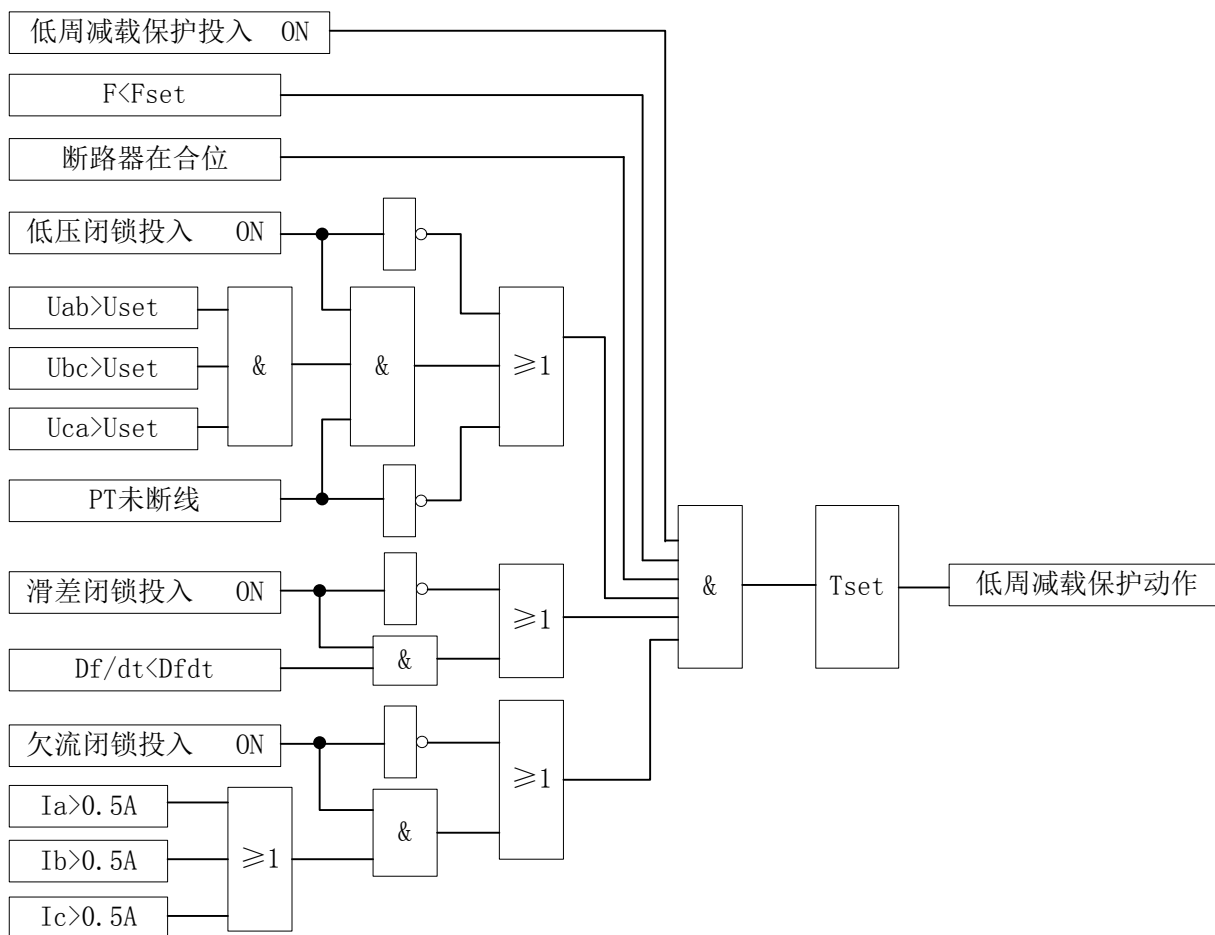 低周减载保护投入 ON
F<Fset
断路器在合位
低压闭锁投入 ON
Uab>Uset
Ubc>Uset
Uca>Uset
&
&
≥1
PT未断线
滑差闭锁投入 ON
≥1
Df/dt<Dfdt
&
&
Tset
低周减载保护动作
欠流闭锁投入 ON
≥1
Ia>0.5A
Ib>0.5A
Ic>0.5A
≥1
&